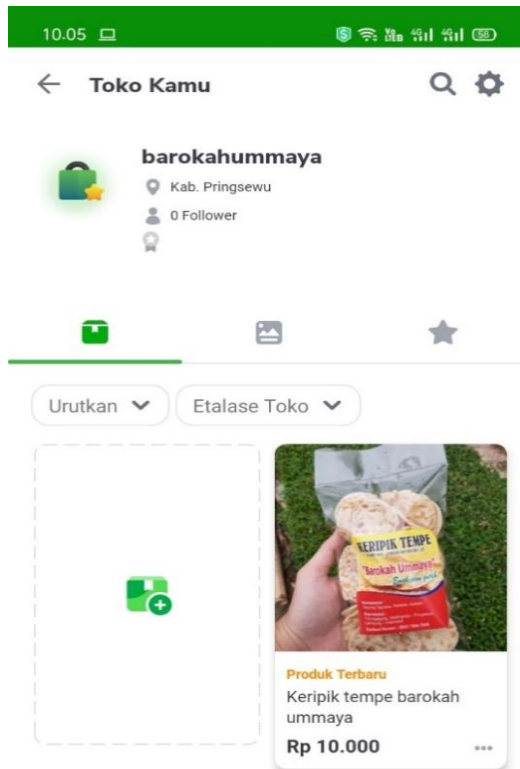 10.05
58
Toko Kamu
barokahummaya
Kab. Pringsewu
0 Follower
Urutkan
Etalase Toko
KERIPIK TEMPE
"Barokah Ummaya"
Produk Terbaru
Keripik tempe barokah
ummaya
Rp 10.000